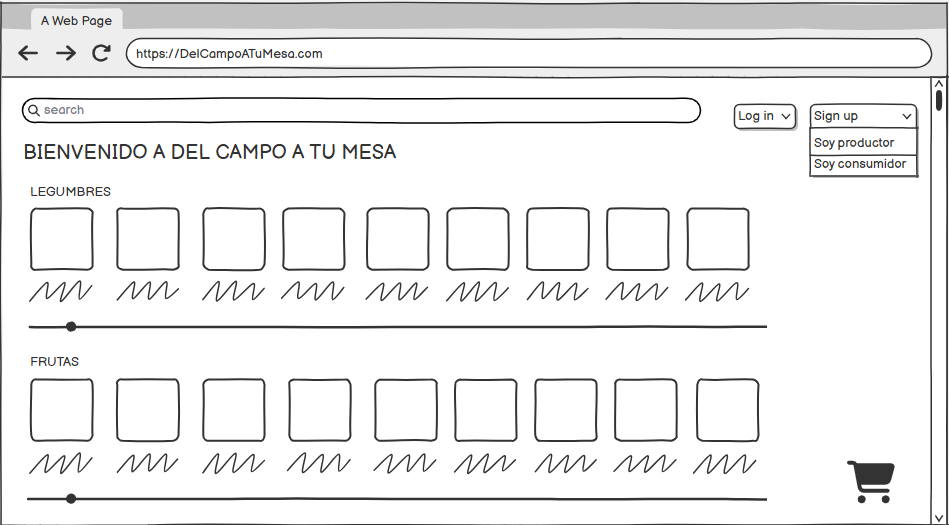 A Web Page
https://DelCampoATuMesa.com
search
Log in
Sign up
Soy productor
Soy consumidor
BIENVENIDO A DEL CAMPO A TU MESA
LEGUMBRES
FRUTAS